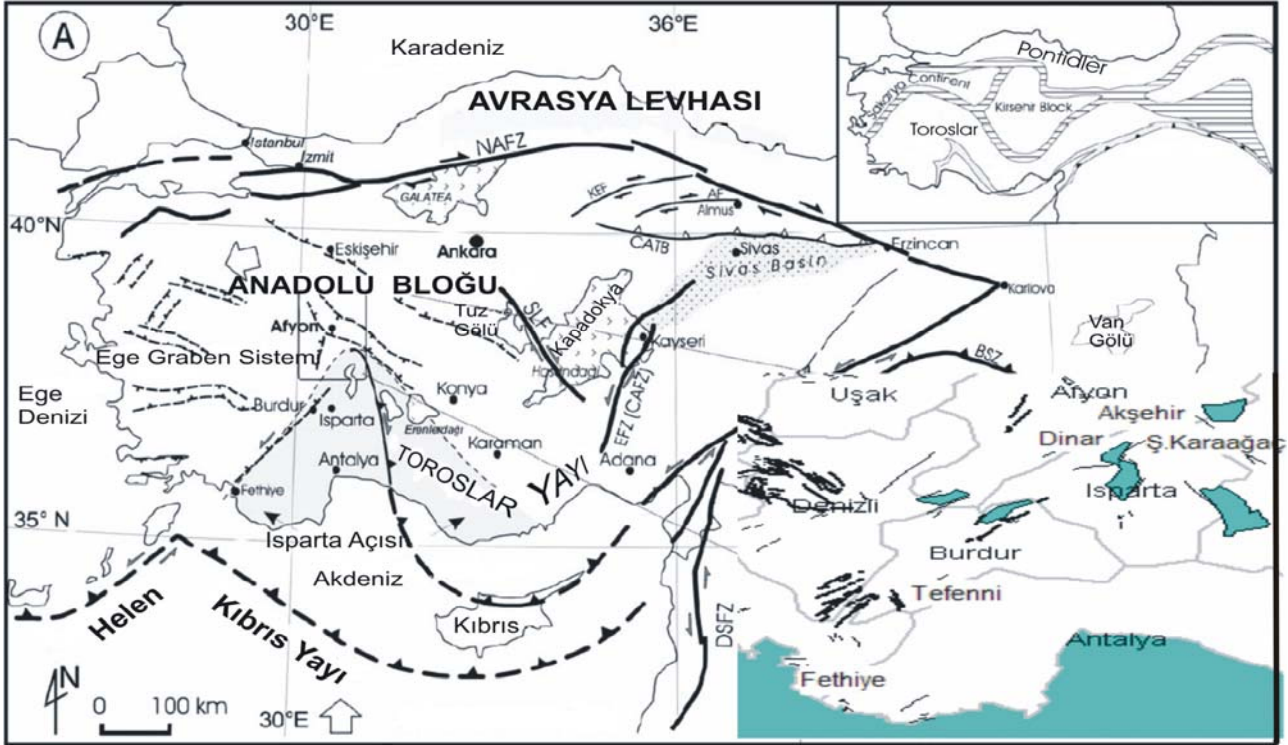 A
30°E
36°E
Karadeniz
AVRASYA LEVHASI
İstanbul
İzmit
NAFZ
GALATEA
KEF
AF
Almus
40°N
Eskişehir
Ankara
CATB
Sivas
Erzincan
Sivas Basin
ANADOLU BLOĞU
Karlıova
Tuz
Gölü
SLF
Kapadokya
Kayseri
Van
Gölü
Afyon
Ege Graben Sistemi
Hasandağı
BSZ
Ege
Denizi
Burdur
Isparta
Konya
Erenlerdağı
Karaman
EFZ (CAFZ)
Adana
Antalya
TOROSLAR YAYI
Fethiye
35° N
Isparta Açısı
Akdeniz
Helen
Kıbrıs Yayı
Kıbrıs
DSFZ
N
0 100 km
30°E
Pontidler
Sakarya Continent
Kirsehir Block
Toroslar
Uşak
Afyon
Akşehir
Dinar
Ş.Karaağaç
Isparta
Denizli
Burdur
Tefenni
Antalya
Fethiye